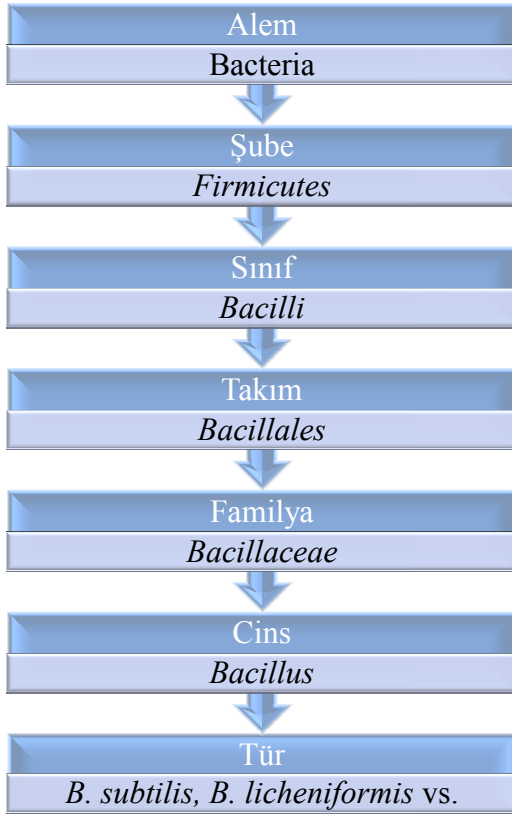 Alem
Bacteria
Şube
Firmicutes
Sınıf
Bacilli
Takım
Bacillales
Familya
Bacillaceae
Cins
Bacillus
Tür
B. subtilis, B. licheniformis vs.